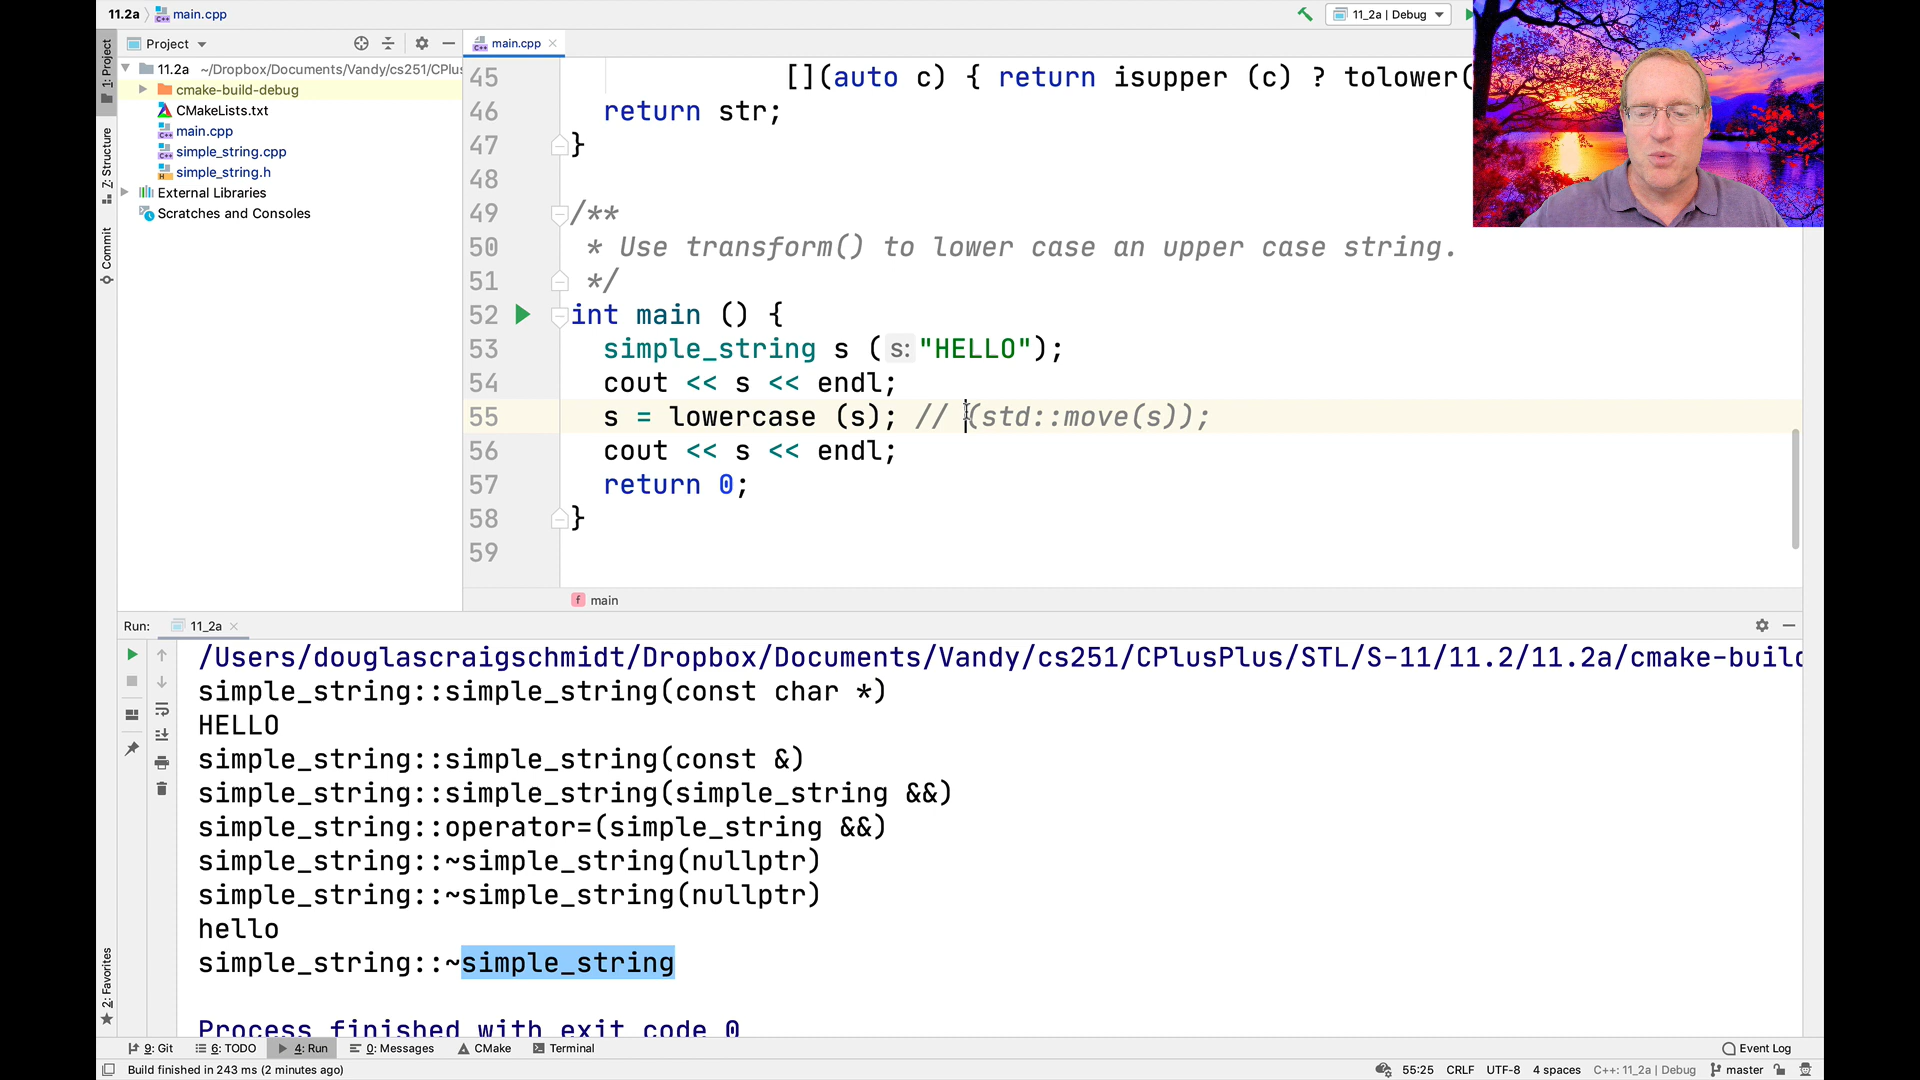 11.2a
main.cpp
11_2a | Debug
1: Project
Z: Structure
Commit
2: Favorites
Project
11.2a ~/Dropbox/Documents/Vandy/cs251/CPlus
cmake-build-debug
CMakeLists.txt
main.cpp
simple_string.cpp
simple_string.h
External Libraries
Scratches and Consoles
main.cpp
45 [](auto c) { return isupper (c) ? tolower(
46 return str;
47 }
48
49 /**
50 * Use transform() to lower case an upper case string.
51 */
52 int main () {
53 simple_string s ( s: "HELLO");
54 cout << s << endl;
55 s = lowercase (s); // (std::move(s));
56 cout << s << endl;
57 return 0;
58 }
59
main
Run: 11_2a
/Users/douglascraigschmidt/Dropbox/Documents/Vandy/cs251/CPlusPlus/STL/S-11/11.2/11.2a/cmake-build
simple_string::simple_string(const char *)
HELLO
simple_string::simple_string(const &)
simple_string::simple_string(simple_string &&)
simple_string::operator=(simple_string &&)
simple_string::~simple_string(nullptr)
simple_string::~simple_string(nullptr)
hello
simple_string::~simple_string
Process finished with exit code 0
9: Git 6: TODO 4: Run 0: Messages CMake Terminal Event Log
Build finished in 243 ms (2 minutes ago) 55:25 CRLF UTF-8 4 spaces C++: 11_2a | Debug master